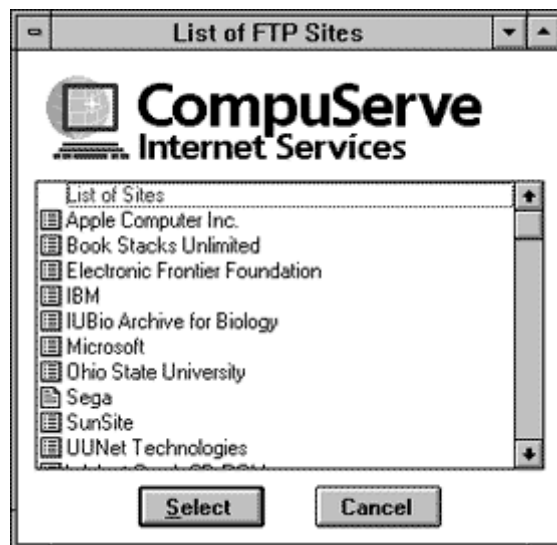 List of FTP Sites
CompuServe
Internet Services
List of Sites
Apple Computer Inc.
Book Stacks Unlimited
Electronic Frontier Foundation
IBM
IUBio Archive for Biology
Microsoft
Ohio State University
Sega
SunSite
UUNet Technologies
Select
Cancel